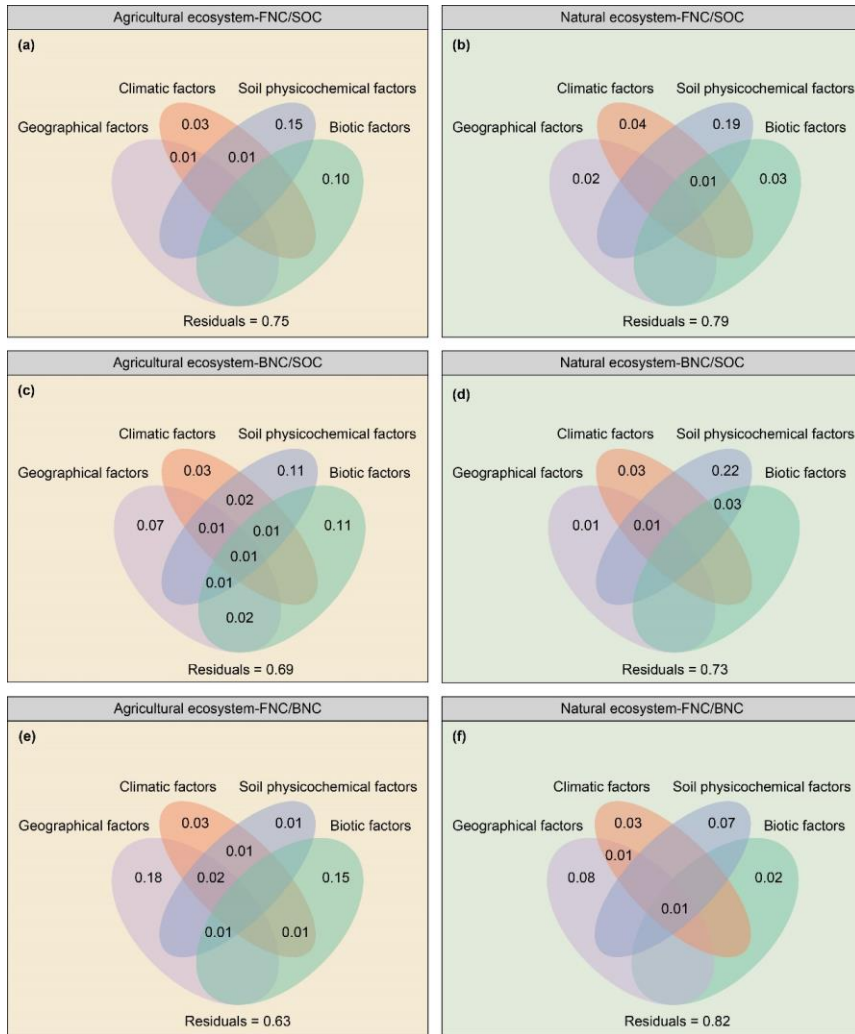 Agricultural ecosystem-FNC/SOC
(a)
Climatic factors Soil physicochemical factors
Geographical factors 0.03 0.15 Biotic factors
0.01 0.01
0.10
Residuals = 0.75
Natural ecosystem-FNC/SOC
(b)
Climatic factors Soil physicochemical factors
Geographical factors 0.04 0.19 Biotic factors
0.02 0.01 0.03
Residuals = 0.79
Agricultural ecosystem-BNC/SOC
(c)
Climatic factors Soil physicochemical factors
Geographical factors 0.03 0.11 Biotic factors
0.02
0.07 0.01 0.01 0.11
0.01
0.01
0.02
Residuals = 0.69
Natural ecosystem-BNC/SOC
(d)
Climatic factors Soil physicochemical factors
Geographical factors 0.03 0.22 Biotic factors
0.03
0.01 0.01
Residuals = 0.73
Agricultural ecosystem-FNC/BNC
(e)
Climatic factors Soil physicochemical factors
Geographical factors 0.03 0.01 Biotic factors
0.01
0.18 0.02 0.15
0.01 0.01
Residuals = 0.63
Natural ecosystem-FNC/BNC
(f)
Climatic factors Soil physicochemical factors
Geographical factors 0.03 0.07 Biotic factors
0.01
0.08 0.02
0.01
Residuals = 0.82